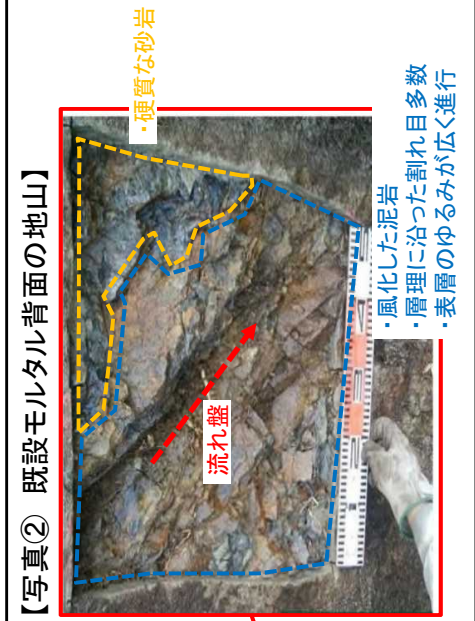 【写真② 既設モルタル背面の地山】
・硬質な砂岩
流れ盤
・風化した泥岩
・層理に沿った割れ目多数
・表層のゆるみが広く進行